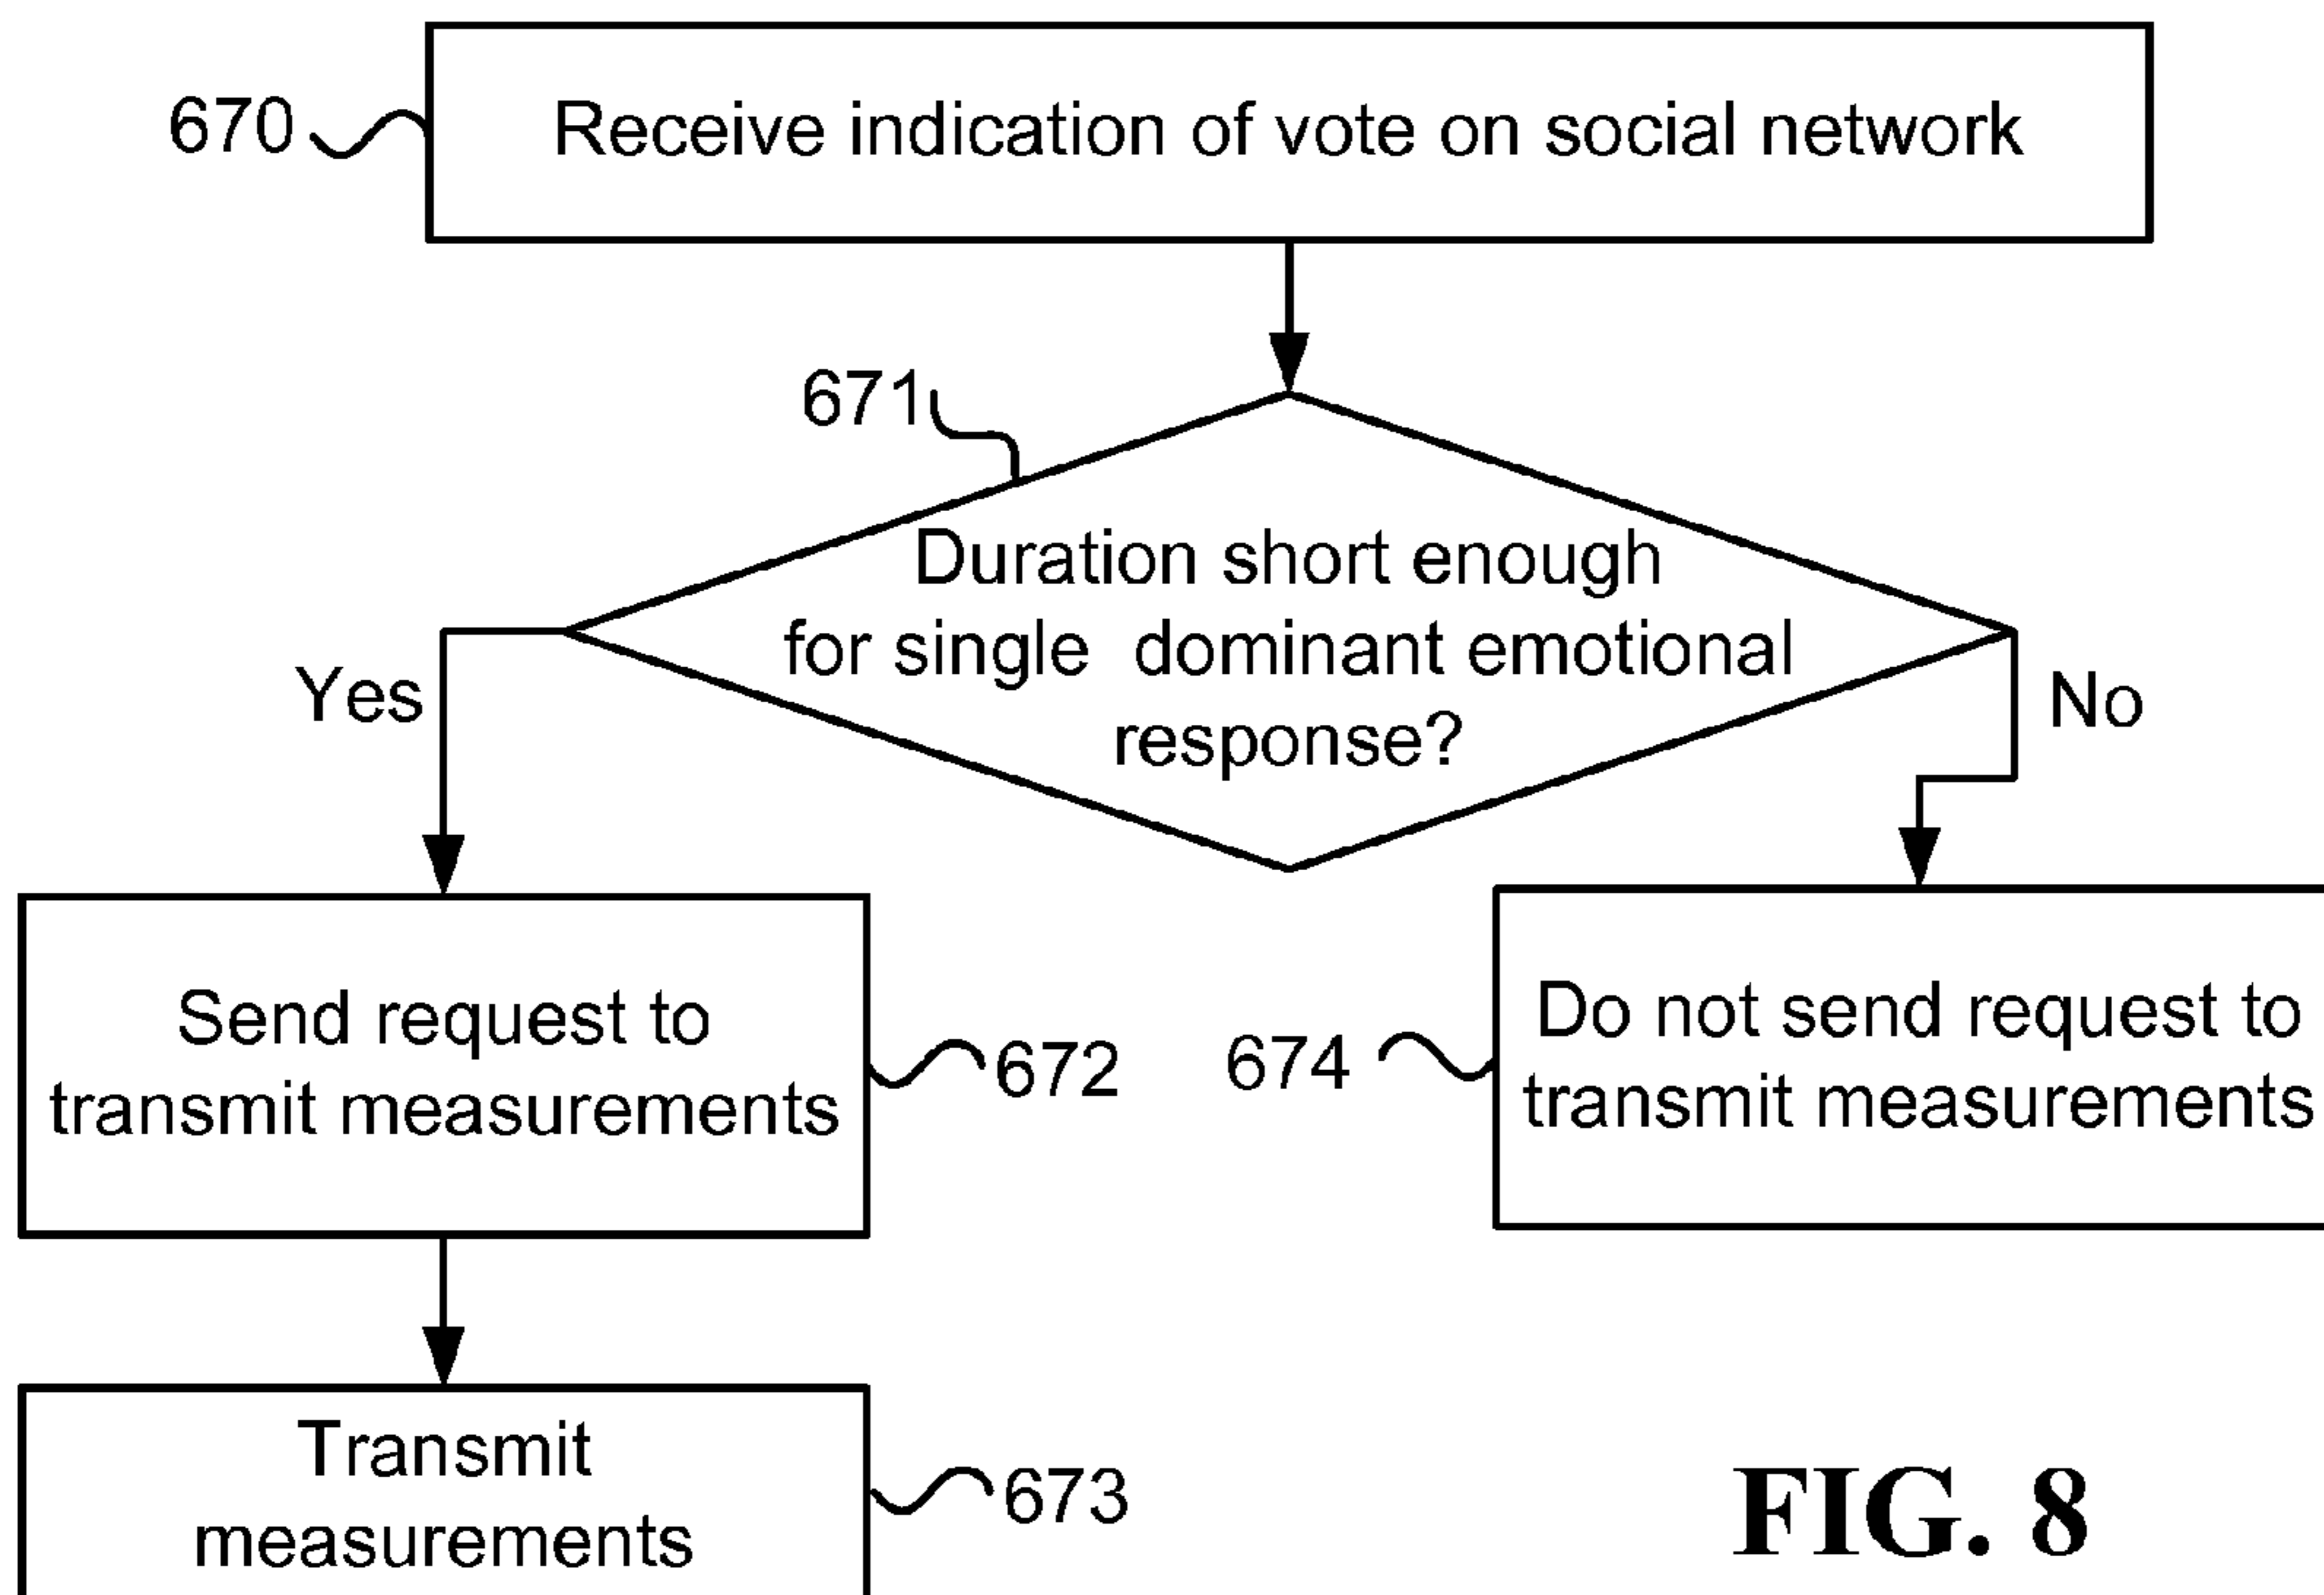 670
Receive indication of vote on social network
671
Duration short enough
for single dominant emotional
response?
Yes
No
Send request to
transmit measurements
672
674
Do not send request to
transmit measurements
Transmit
measurements
673
FIG. 8